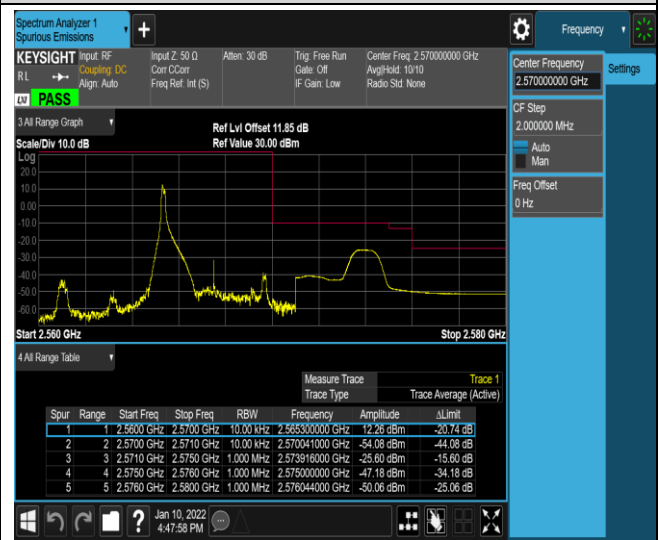 Spectrum Analyzer 1
Spurious Emissions
Frequency
KEYSIGHT
R L
LXI
PASS
Input: RF
Coupling: DC
Align: Auto
Input Z: 50 Ω
Corr CCorr
Freq Ref: Int (S)
Atten: 30 dB
Trig: Free Run
Gate: Off
IF Gain: Low
Center Freq: 2.570000000 GHz
Avg|Hold: 10/10
Radio Std: None
Center Frequency
2.570000000 GHz
Settings
CF Step
2.000000 MHz
Auto
Man
Freq Offset
0 Hz
3 All Range Graph
Scale/Div 10.0 dB
Ref Lvl Offset 11.85 dB
Ref Value 30.00 dBm
Log
20.0
10.0
0.00
-10.0
-20.0
-30.0
-40.0
-50.0
-60.0
Start 2.560 GHz
Stop 2.580 GHz
4 All Range Table
Measure Trace Trace 1
Trace Type Trace Average (Active)
Spur Range Start Freq Stop Freq RBW Frequency Amplitude ΔLimit
1 1 2.5600 GHz 2.5700 GHz 10.00 kHz 2.565300000 GHz 12.26 dBm -20.74 dB
2 2 2.5700 GHz 2.5710 GHz 10.00 kHz 2.570041000 GHz -54.08 dBm -44.08 dB
3 3 2.5710 GHz 2.5750 GHz 1.000 MHz 2.573916000 GHz -25.60 dBm -15.60 dB
4 4 2.5750 GHz 2.5760 GHz 1.000 MHz 2.575000000 GHz -47.18 dBm -34.18 dB
5 5 2.5760 GHz 2.5800 GHz 1.000 MHz 2.576044000 GHz -50.06 dBm -25.06 dB
Jan 10, 2022
4:47:58 PM